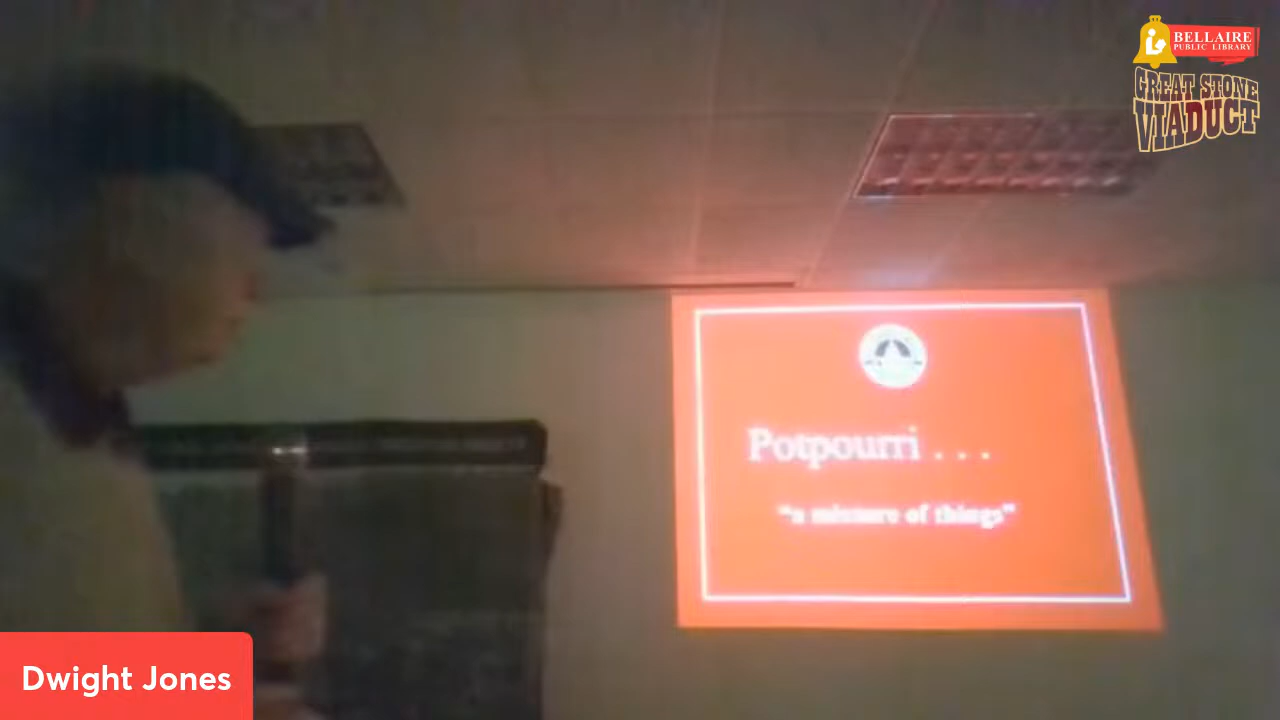 BELLAIRE
PUBLIC LIBRARY
GREAT STONE
VIADUCT
Potpourri . . .
“a mixture of things”
Dwight Jones